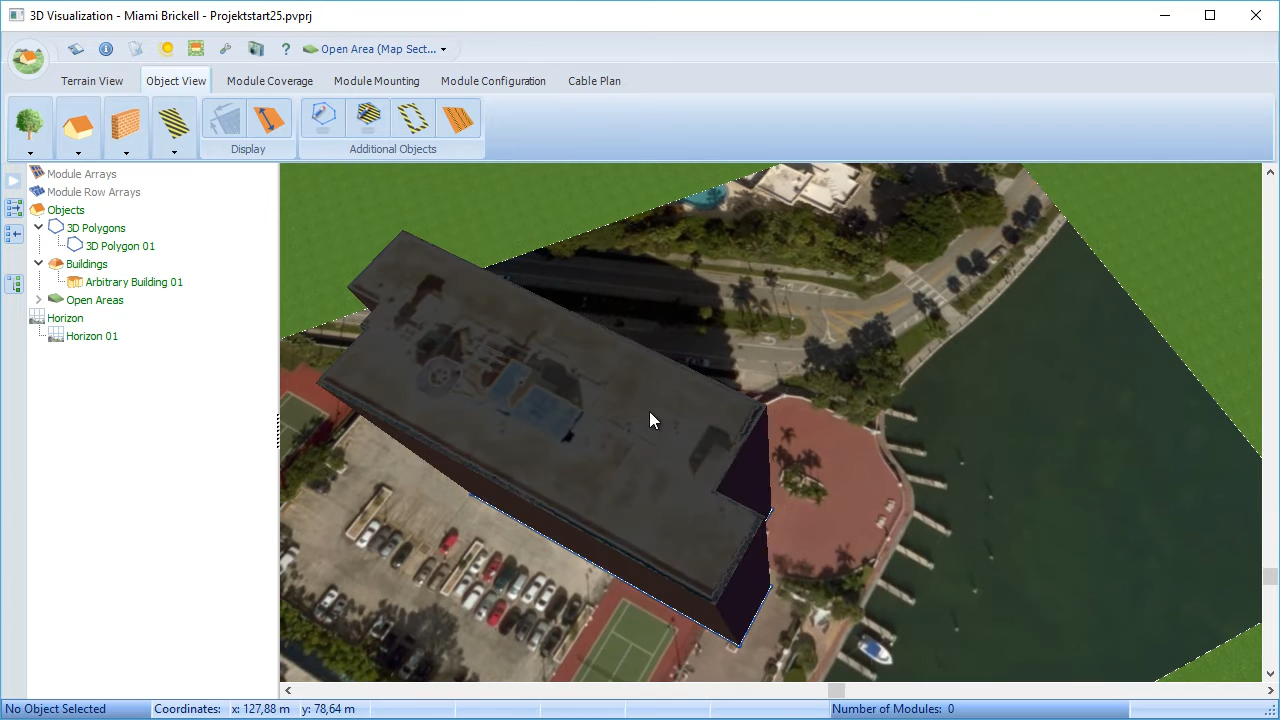 3D Visualization - Miami Brickell - Projektstart25.pvprj
? Open Area (Map Sect...
Terrain View Object View Module Coverage Module Mounting Module Configuration Cable Plan
Display Additional Objects
Module Arrays
Module Row Arrays
Objects
3D Polygons
3D Polygon 01
Buildings
Arbitrary Building 01
Open Areas
Horizon
Horizon 01
No Object Selected Coordinates: x: 127,88 m y: 78,64 m Number of Modules: 0